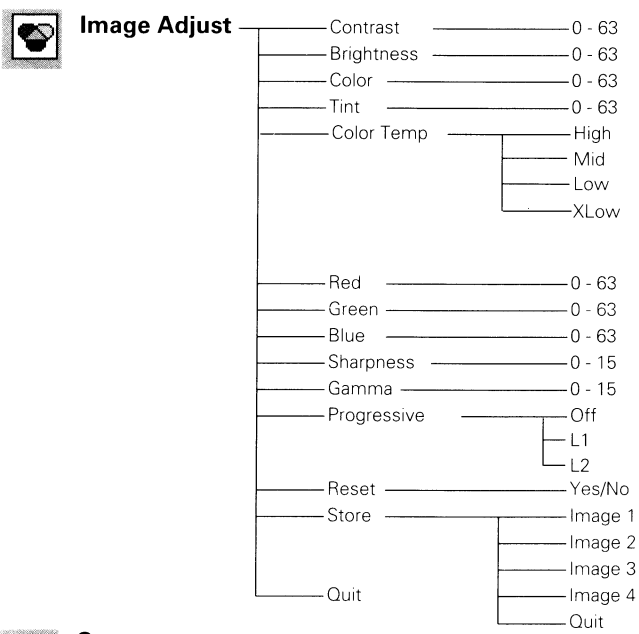 Image Adjust
Contrast 0 - 63
Brightness 0 - 63
Color 0 - 63
Tint 0 - 63
Color Temp High
Mid
Low
XLow
Red 0 - 63
Green 0 - 63
Blue 0 - 63
Sharpness 0 - 15
Gamma 0 - 15
Progressive Off
L1
L2
Reset Yes/No
Store Image 1
Image 2
Image 3
Quit Image 4
Quit